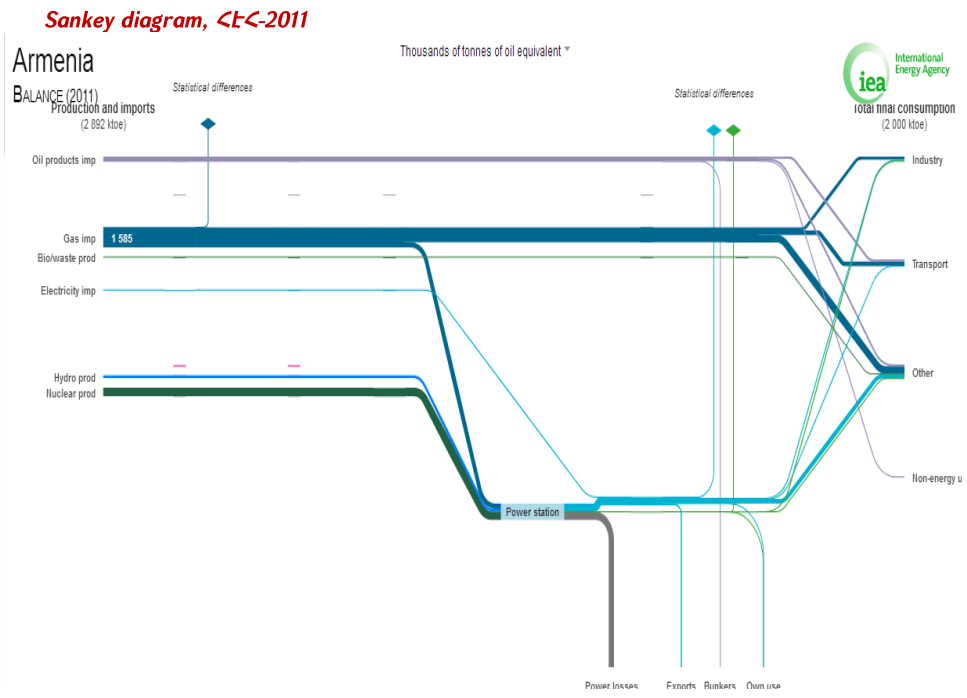 Sankey diagram, ՀԷՀ-2011
Armenia
BALANCE (2011)
Thousands of tonnes of oil equivalent
iea
International
Energy Agency
Statistical differences
Statistical differences
Production and imports
(2 892 ktoe)
Total final consumption
(2 000 ktoe)
Oil products imp
Industry
Gas imp
1 585
Bio/waste prod
Transport
Electricity imp
Hydro prod
Other
Nuclear prod
Non-energy u
Power station
Power losses
Exports
Bunkers
Own use